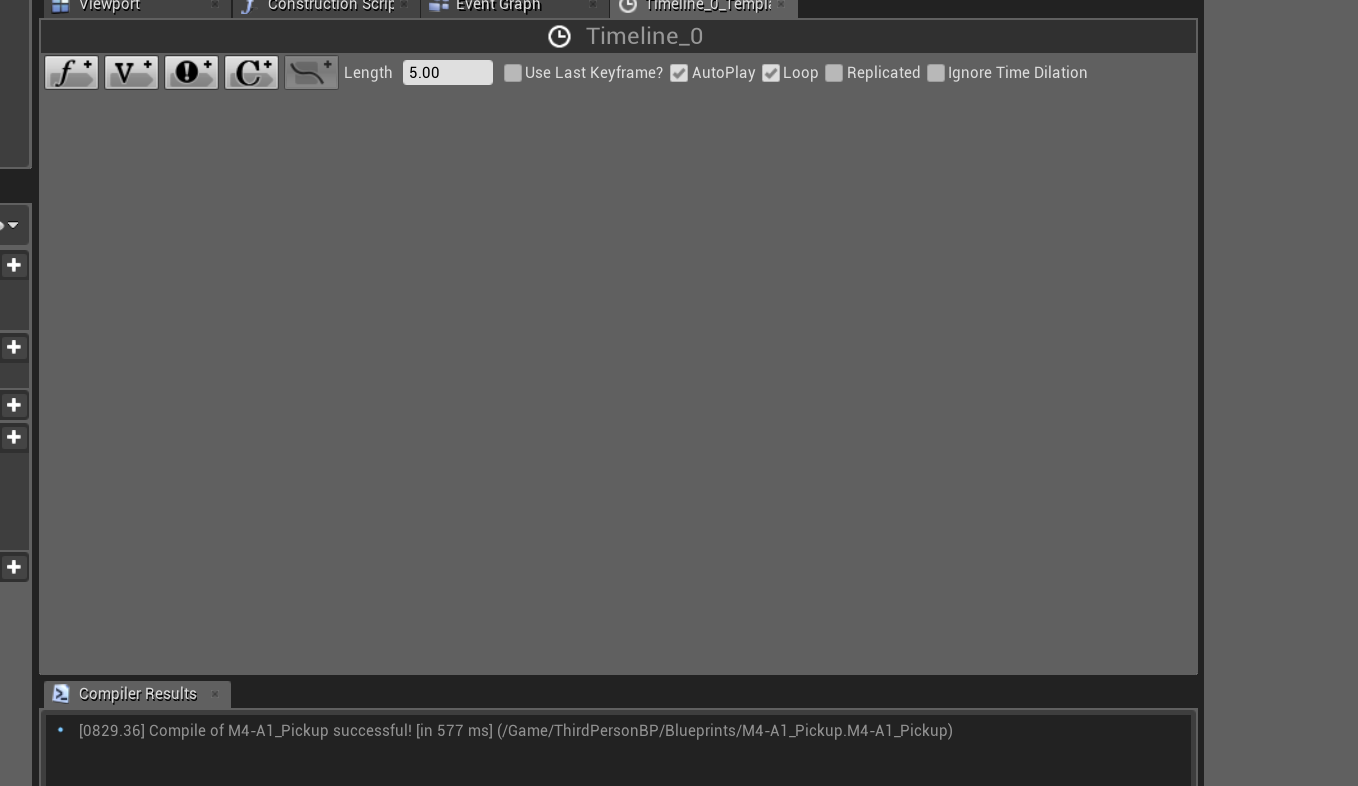 Viewport
Construction Scrip
Event Graph
Timeline_0_Templa
Timeline_0
f V C Length 5.00 Use Last Keyframe? AutoPlay Loop Replicated Ignore Time Dilation
Compiler Results
[0829.36] Compile of M4-A1_Pickup successful! [in 577 ms] (/Game/ThirdPersonBP/Blueprints/M4-A1_Pickup.M4-A1_Pickup)